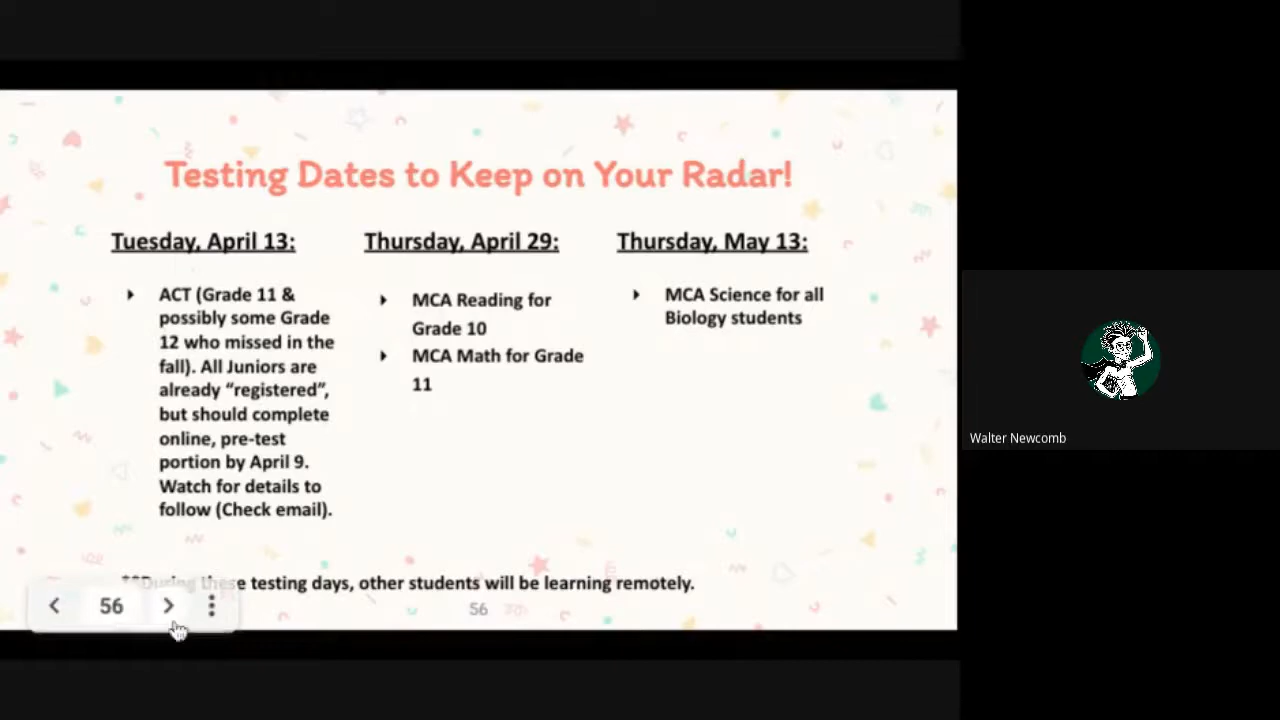 Testing Dates to Keep on Your Radar!
Tuesday, April 13:
ACT (Grade 11 &
possibly some Grade
12 who missed in the
fall). All Juniors are
already “registered”,
but should complete
online, pre-test
portion by April 9.
Watch for details to
follow (Check email).
Thursday, April 29:
MCA Reading for
Grade 10
MCA Math for Grade
11
Thursday, May 13:
MCA Science for all
Biology students
**During these testing days, other students will be learning remotely.
56
56
Walter Newcomb